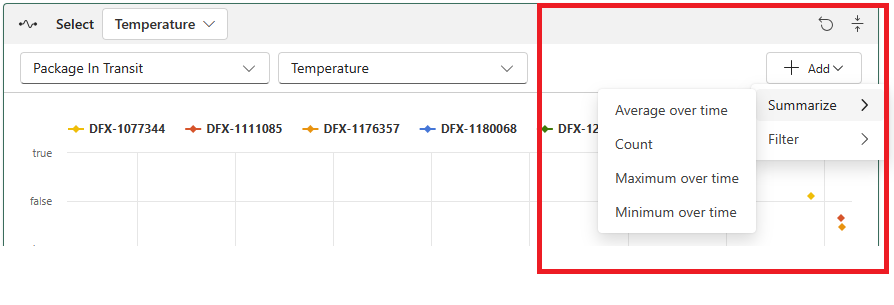 Select Temperature
Package In Transit Temperature Add
Summarize
Filter
Average over time
Count
Maximum over time
Minimum over time
DFX-1077344 DFX-1111085 DFX-1176357 DFX-1180068 DFX-12
true
false